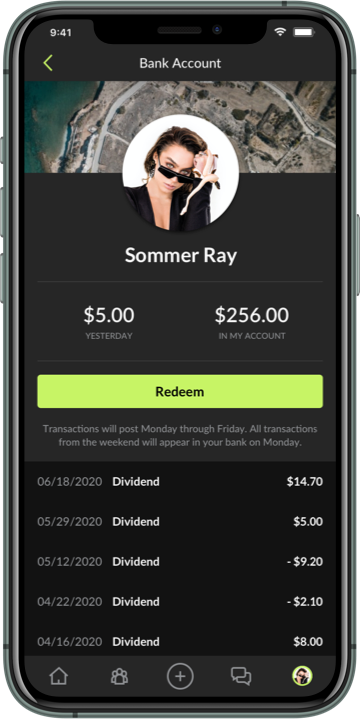 9:41
Bank Account
Sommer Ray
$5.00 $256.00
YESTERDAY IN MY ACCOUNT
Redeem
Transactions will post Monday through Friday. All transactions
from the weekend will appear in your bank on Monday.
06/18/2020 Dividend $14.70
05/29/2020 Dividend $5.00
05/12/2020 Dividend - $9.20
04/22/2020 Dividend - $2.10
04/16/2020 Dividend $8.00